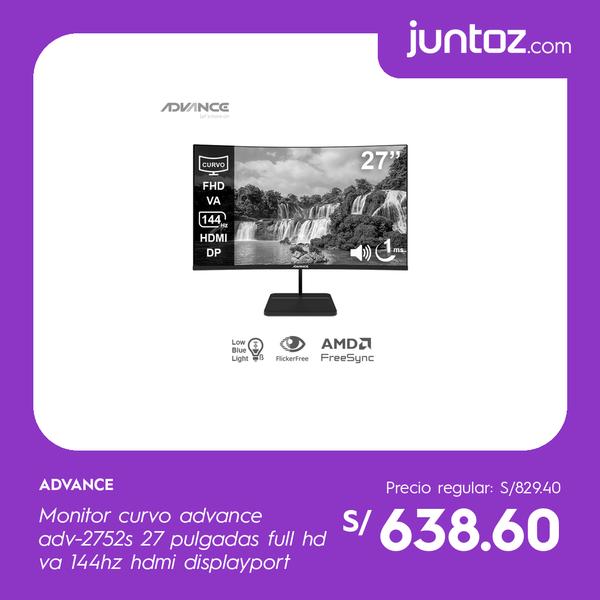 juntoz.com
ADVANCE
Let's move on
CURVO
FHD
VA
144 Hz
HDMI
DP
27”
1 ms
ADVANCE
Low
Blue
Light
FlickerFree
AMD
FreeSync
ADVANCE
Monitor curvo advance
adv-2752s 27 pulgadas full hd
va 144hz hdmi displayport
Precio regular: S/829.40
S/ 638.60